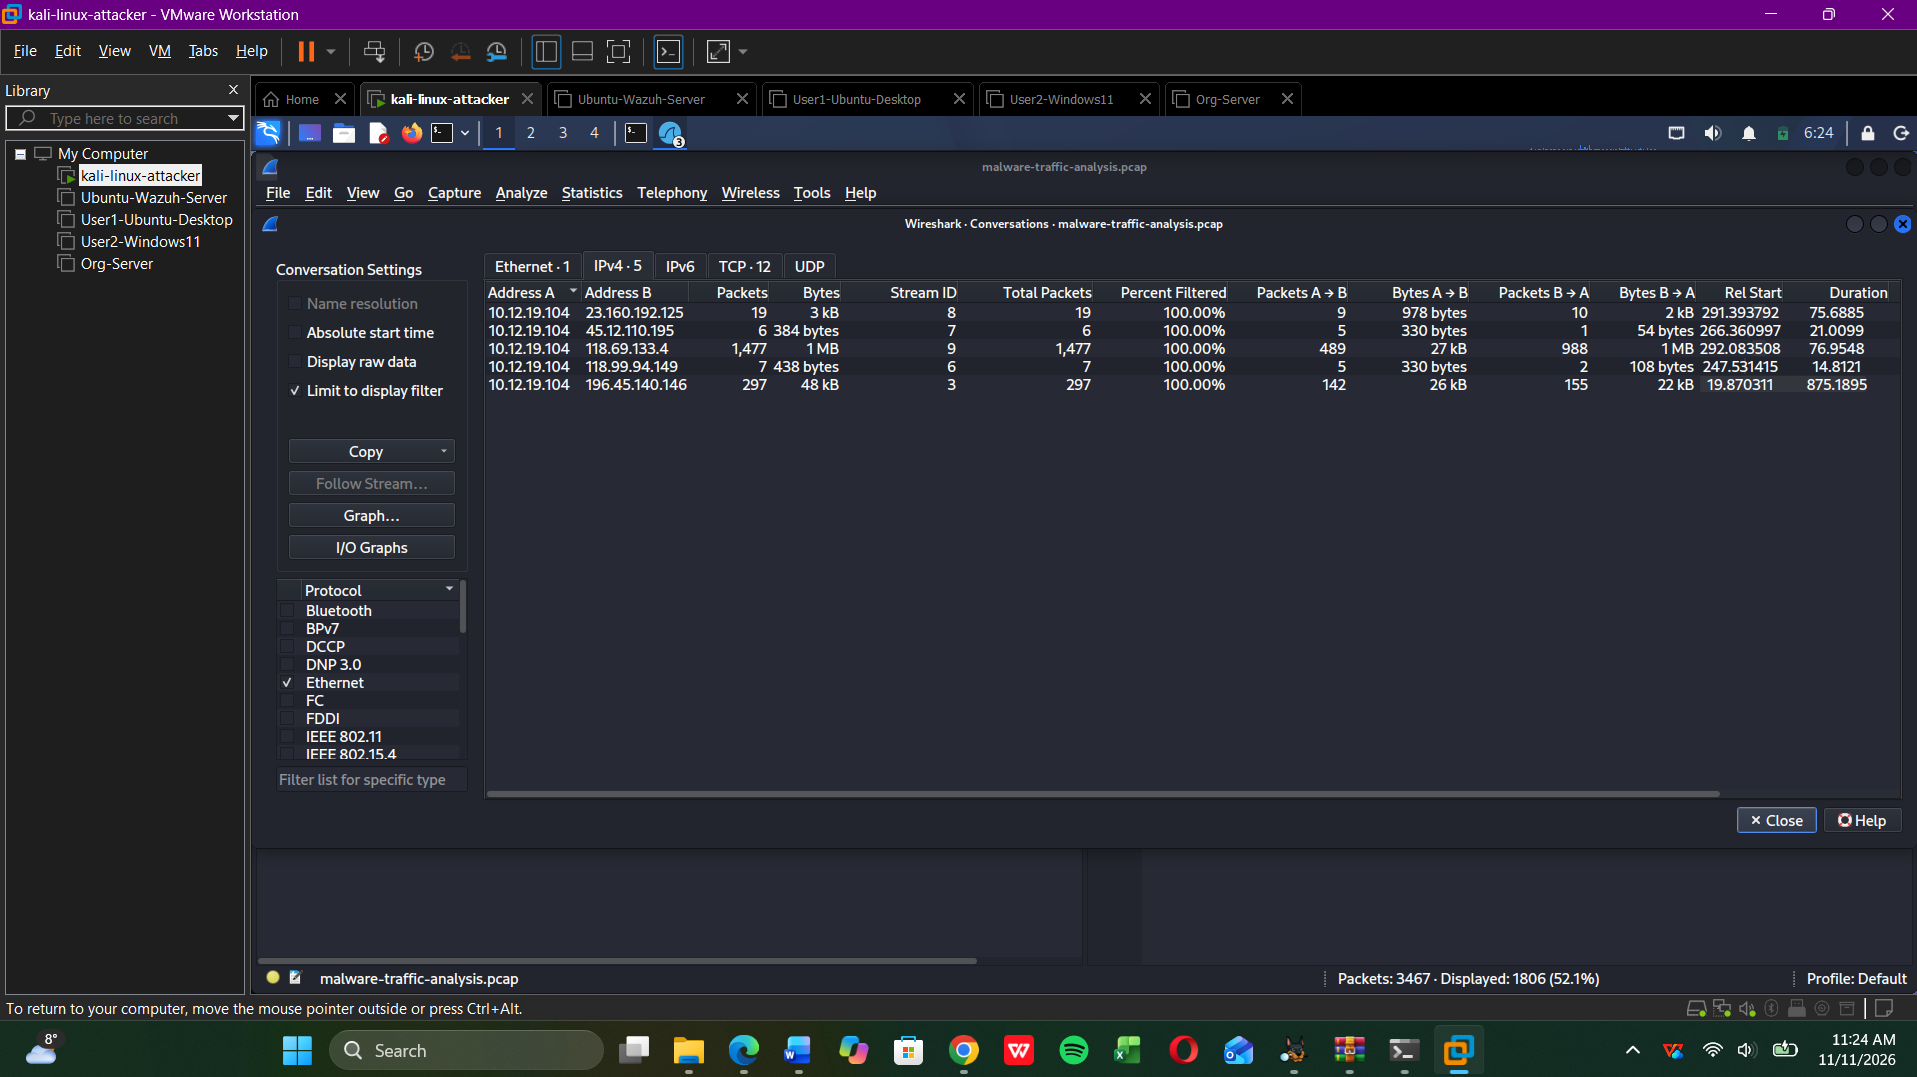 kali-linux-attacker - VMware Workstation
File Edit View VM Tabs Help
Library
Type here to search
My Computer
kali-linux-attacker
Ubuntu-Wazuh-Server
User1-Ubuntu-Desktop
User2-Windows11
Org-Server
Home kali-linux-attacker Ubuntu-Wazuh-Server User1-Ubuntu-Desktop User2-Windows11 Org-Server
1 2 3 4 3 6:24
malware-traffic-analysis.pcap
File Edit View Go Capture Analyze Statistics Telephony Wireless Tools Help
Wireshark · Conversations · malware-traffic-analysis.pcap
Conversation Settings
Name resolution
Absolute start time
Display raw data
Limit to display filter
Copy
Follow Stream...
Graph...
I/O Graphs
Protocol
Bluetooth
BPv7
DCCP
DNP 3.0
Ethernet
FC
FDDI
IEEE 802.11
IEEE 802.15.4
Filter list for specific type
Ethernet · 1 IPv4 · 5 IPv6 TCP · 12 UDP
Address A Address B Packets Bytes Stream ID Total Packets Percent Filtered Packets A → B Bytes A → B Packets B → A Bytes B → A Rel Start Duration
10.12.19.104 23.160.192.125 19 3 kB 8 19 100.00% 9 978 bytes 10 2 kB 291.393792 75.6885
10.12.19.104 45.12.110.195 6 384 bytes 7 6 100.00% 5 330 bytes 1 54 bytes 266.360997 21.0099
10.12.19.104 118.69.133.4 1,477 1 MB 9 1,477 100.00% 489 27 kB 988 1 MB 292.083508 76.9548
10.12.19.104 118.99.94.149 7 438 bytes 6 7 100.00% 5 330 bytes 2 108 bytes 247.531415 14.8121
10.12.19.104 196.45.140.146 297 48 kB 3 297 100.00% 142 26 kB 155 22 kB 19.870311 875.1895
Close Help
malware-traffic-analysis.pcap Packets: 3467 · Displayed: 1806 (52.1%) Profile: Default
To return to your computer, move the mouse pointer outside or press Ctrl+Alt.
8°
Search
11:24 AM
11/11/2026